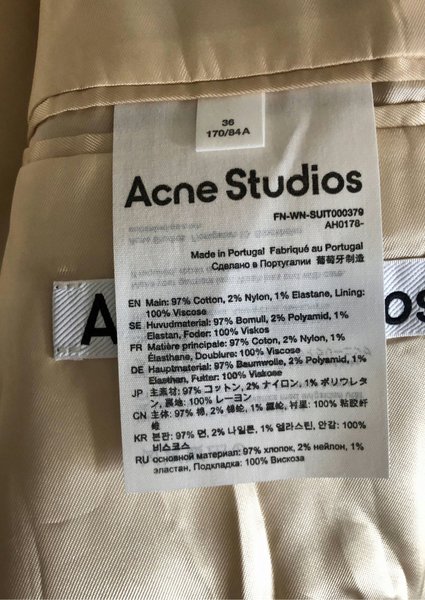 36
170/84A
Acne Studios
FN-WN-SUIT000379
AH0178-
Made in Portugal Fabriqué au Portugal
Сделано в Португалии 葡萄牙制造
A
os
EN Main: 97% Cotton, 2% Nylon, 1% Elastane, Lining:
100% Viscose
SE Huvudmaterial: 97% Bomull, 2% Polyamid, 1%
Elastan, Foder: 100% Viskos
FR Matière principale: 97% Coton, 2% Nylon, 1%
Élasthane, Doublure: 100% Viscose
DE Hauptmaterial: 97% Baumwolle, 2% Polyamid, 1%
Elasthan, Futter: 100% Viskose
JP 主素材: 97% コットン, 2% ナイロン, 1% ポリウレタ
ン, 裏地: 100% レーヨン
CN 主体: 97% 棉, 2% 锦纶, 1% 氨纶, 衬里: 100% 粘胶纤
维
KR 본판: 97% 면, 2% 나일론, 1% 엘라스틴, 안감: 100%
비스코스
RU основной материал: 97% хлопок, 2% нейлон, 1%
эластан, Подкладка: 100% Вискоза